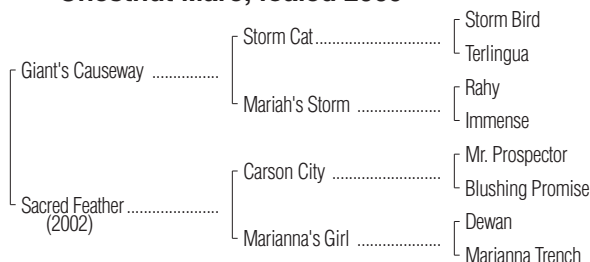 Storm Bird
Storm Cat
Terlingua
Giant's Causeway
Rahy
Mariah's Storm
Immense
Mr. Prospector
Carson City
Blushing Promise
Sacred Feather
(2002)
Dewan
Marianna's Girl
Marianna Trench